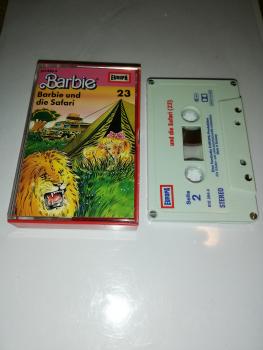 Barbie
EUROPA
Barbie und
die Safari
23
und die Safari (23)
EUROPA
Seite
2
STEREO